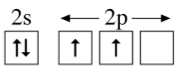 2s ← 2p →
↑↓ ↑ ↑